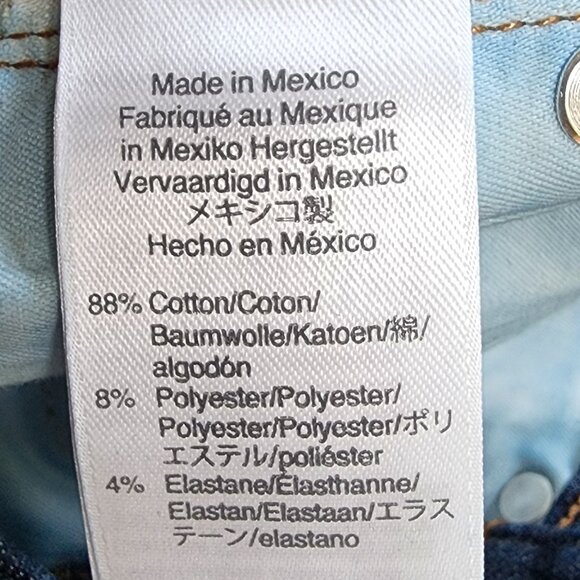 Made in Mexico
Fabriqué au Mexique
in Mexiko Hergestellt
Vervaardigd in Mexico
メキシコ製
Hecho en México
88% Cotton/Coton/
Baumwolle/Katoen/綿/
algodón
8% Polyester/Polyester/
Polyester/Polyester/ポリ
エステル/poliéster
4% Elastane/Élasthanne/
Elastan/Elastaan/エラス
テーン/elastano